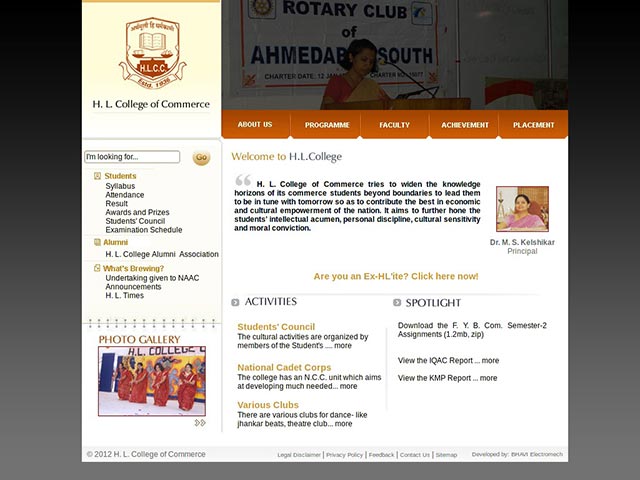 ROTARY CLUB
of
AHMEDABAD SOUTH
H.L.C.C.
Estd. 1936
H. L. College of Commerce
ABOUT US PROGRAMME FACULTY ACHIEVEMENT PLACEMENT
I'm looking for... Go
Students
Syllabus
Attendance
Result
Awards and Prizes
Students' Council
Examination Schedule
Alumni
H. L. College Alumni Association
What's Brewing?
Undertaking given to NAAC
Announcements
H. L. Times
PHOTO GALLERY
Welcome to H.L.College
H. L. College of Commerce tries to widen the knowledge
horizons of its commerce students beyond boundaries to lead them
to be in tune with tomorrow so as to contribute the best in economic
and cultural empowerment of the nation. It aims to further hone the
students' intellectual acumen, personal discipline, cultural sensitivity
and moral conviction.
Dr. M. S. Kelshikar
Principal
Are you an Ex-HL'ite? Click here now!
ACTIVITIES
Students' Council
The cultural activities are organized by
members of the Student's .... more
National Cadet Corps
The college has an N.C.C. unit which aims
at developing much needed... more
Various Clubs
There are various clubs for dance- like
jhankar beats, theatre club... more
SPOTLIGHT
Download the F. Y. B. Com. Semester-2
Assignments (1.2mb, zip)
View the IQAC Report ... more
View the KMP Report ... more
© 2012 H. L. College of Commerce
Legal Disclaimer | Privacy Policy | Feedback | Contact Us | Sitemap
Developed by: BHAVI Electromech